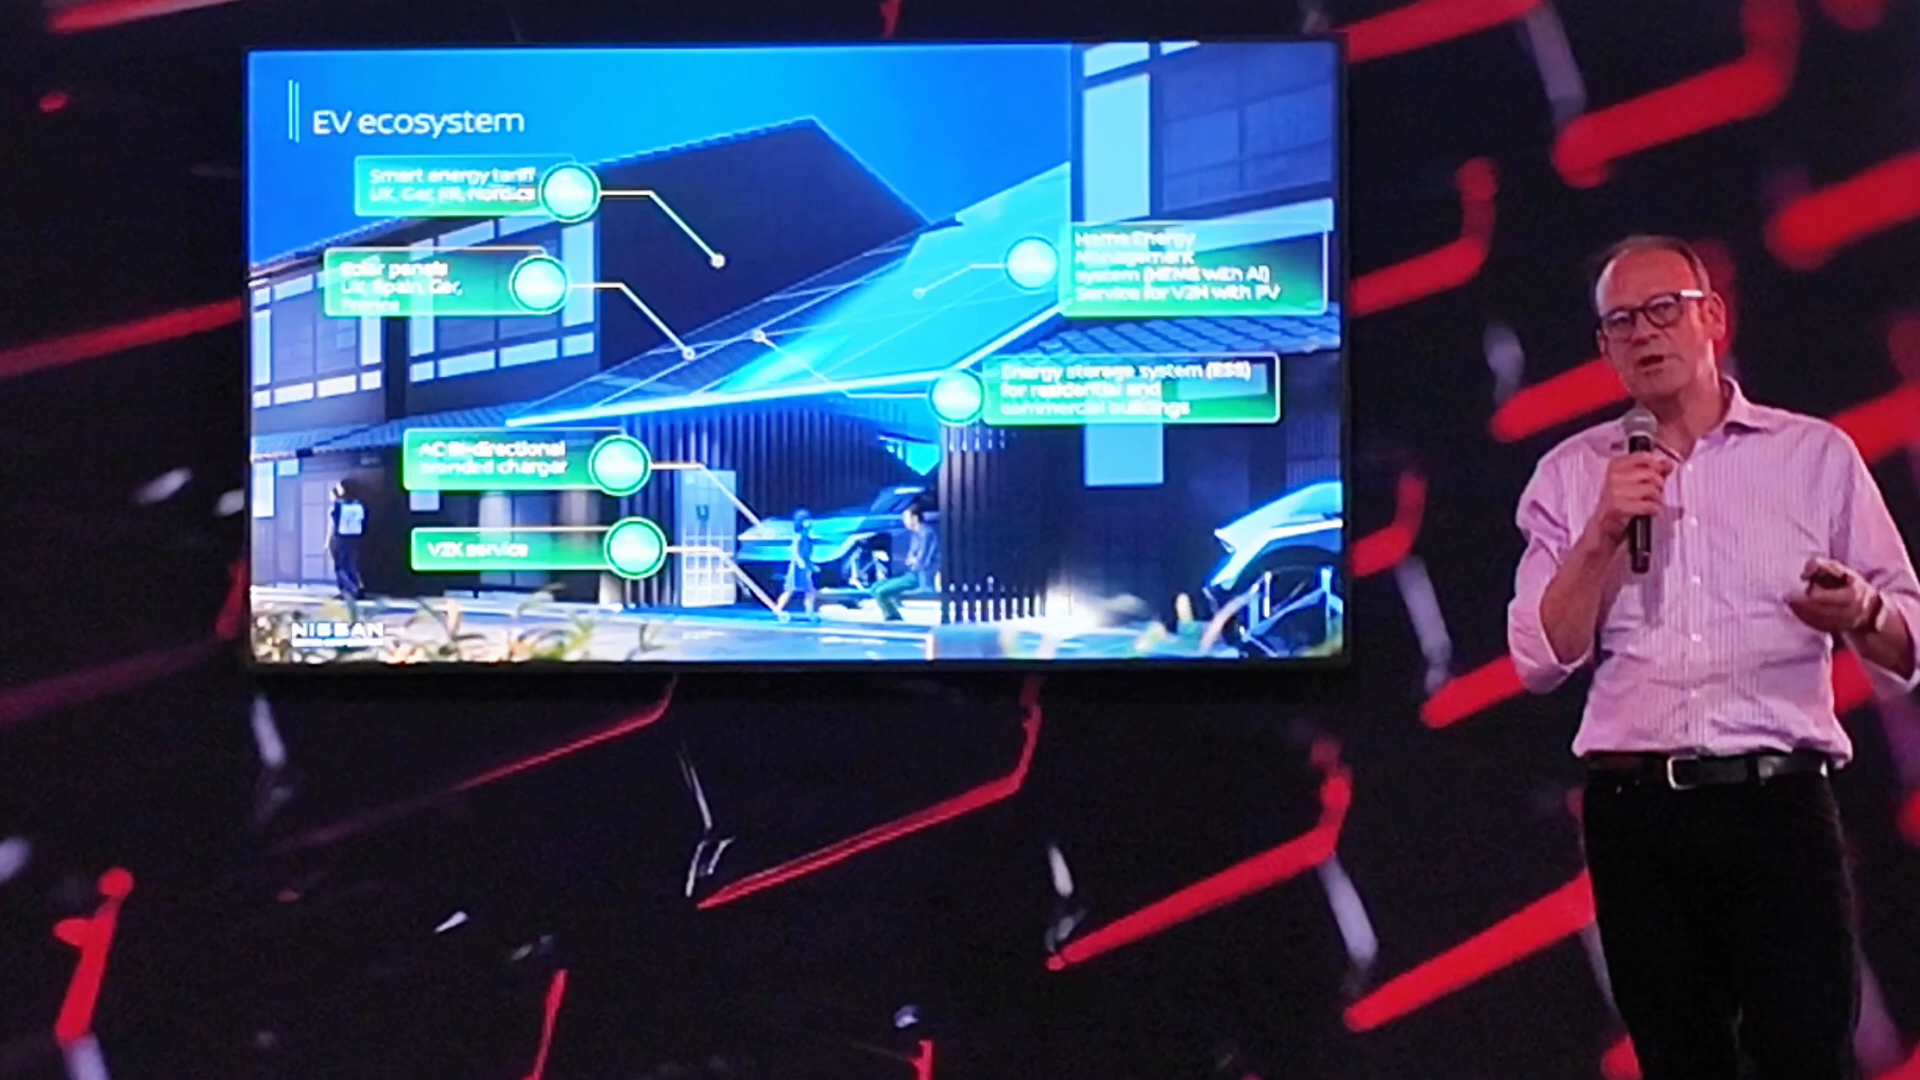 EV ecosystem
Smart energy tariff
UK, Ger, FR, Nordics
Solar panels
UK, Spain, Ger,
France
Home Energy
Management
system (HEMS with AI)
Service for V2H with PV
Energy storage system (ESS)
for residential and
commercial buildings
AC Bi-directional
branded charger
V2X service
NISSAN